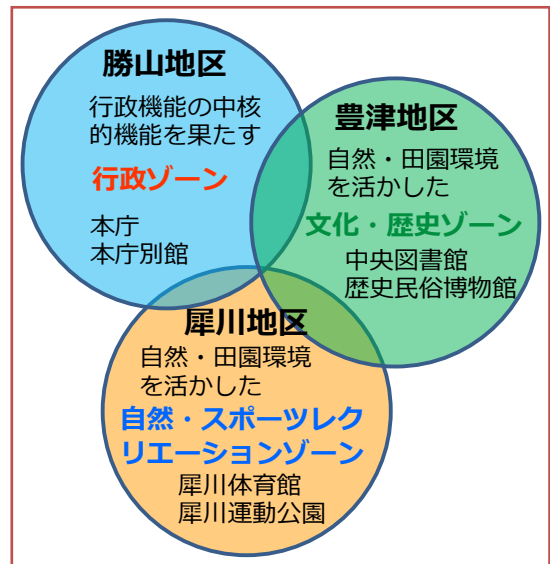 勝山地区
行政機能の中核
的機能を果たす
行政ゾーン
本庁
本庁別館
豊津地区
自然・田園環境
を活かした
文化・歴史ゾーン
中央図書館
歴史民俗博物館
犀川地区
自然・田園環境
を活かした
自然・スポーツレク
リエーションゾーン
犀川体育館
犀川運動公園